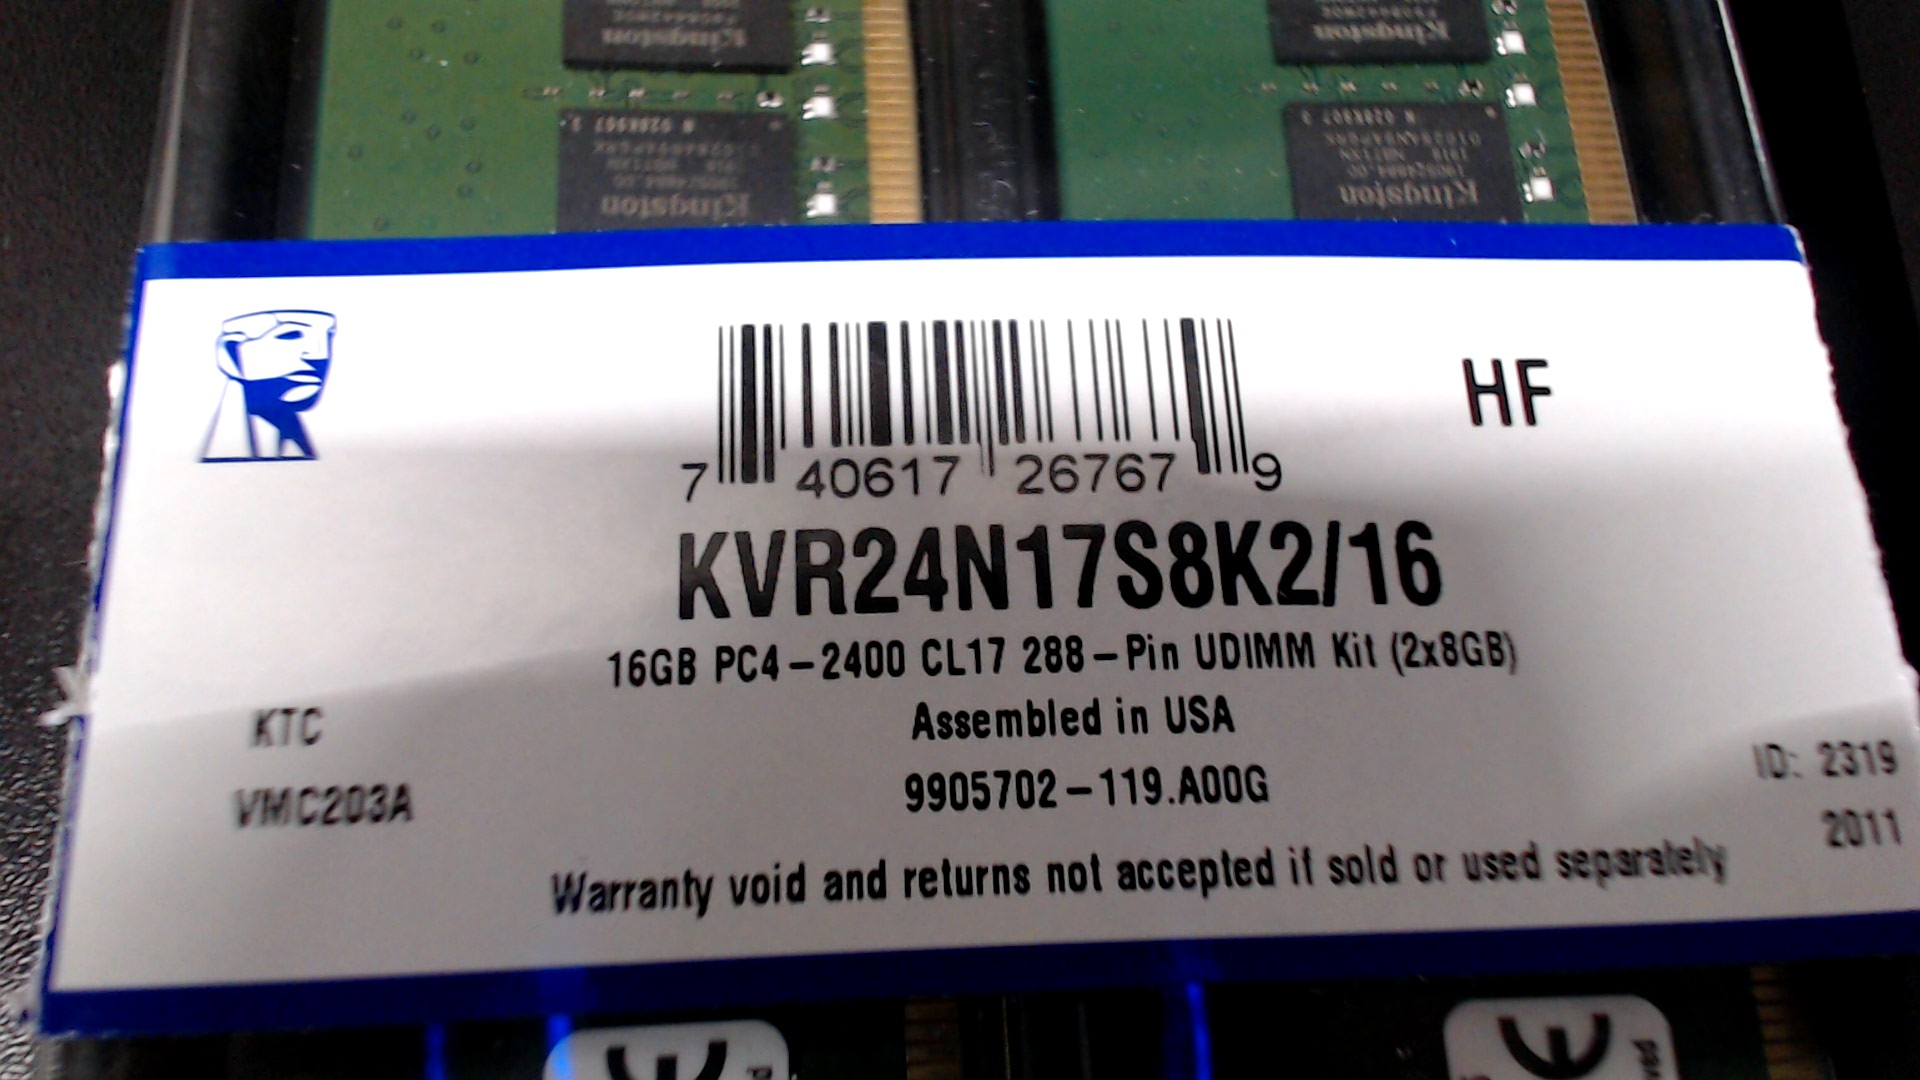 Kingston
Kingston
Kingston
Kingston
HF
7 40617 26767 9
KVR24N17S8K2/16
16GB PC4-2400 CL17 288-Pin UDIMM Kit (2x8GB)
KTC
Assembled in USA
ID: 2319
VMC203A
9905702-119.A00G
2011
Warranty void and returns not accepted if sold or used separately